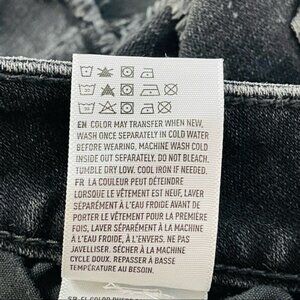 EN COLOR MAY TRANSFER WHEN NEW,
WASH ONCE SEPARATELY IN COLD WATER
BEFORE WEARING, MACHINE WASH COLD
INSIDE OUT SEPARATELY. DO NOT BLEACH.
TUMBLE DRY LOW. COOL IRON IF NEEDED.
FR LA COULEUR PEUT DÉTEINDRE
LORSQUE LE VÊTEMENT EST NEUF, LAVER
SÉPARÉMENT À L'EAU FROIDE AVANT DE
PORTER LE VÊTEMENT POUR LA PREMIÈRE
FOIS, LAVER SÉPARÉMENT À LA MACHINE
À L'EAU FROIDE, À L'ENVERS. NE PAS
JAVELLISER. SÉCHER À LA MACHINE
CYCLE DOUX. REPASSER À BASSE
TEMPÉRATURE AU BESOIN.